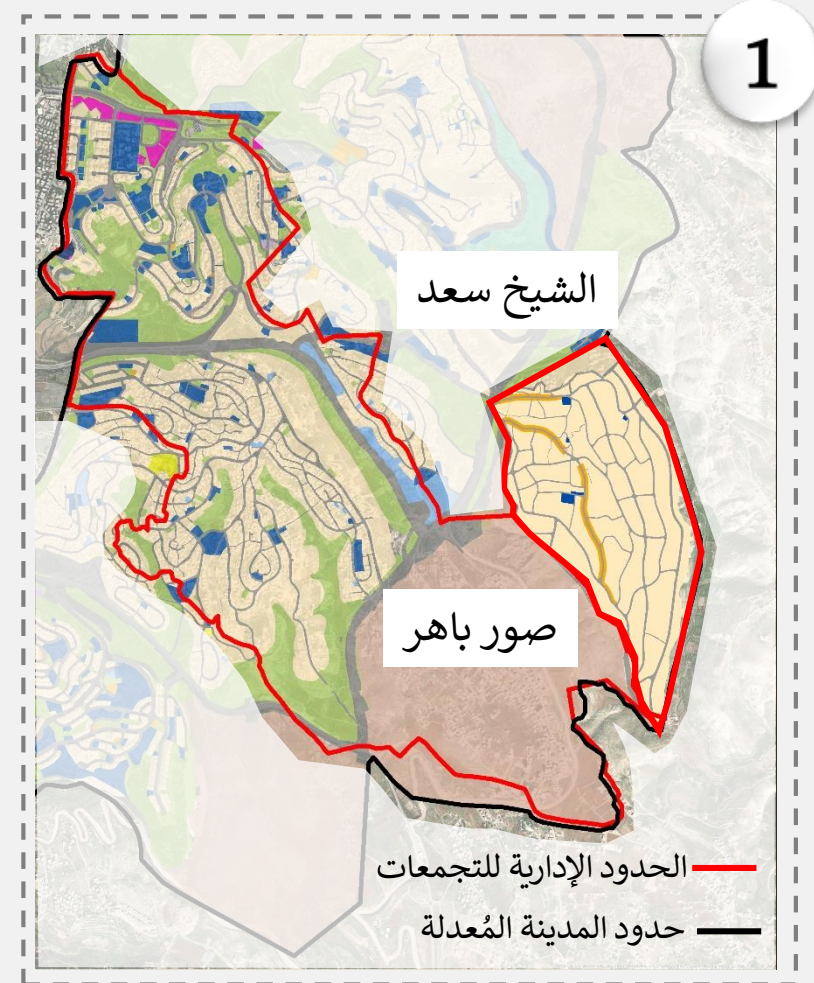 1
الشيخ سعد
صور باهر
الحدود الإدارية للتجمعات
حدود المدينة المُعدلة